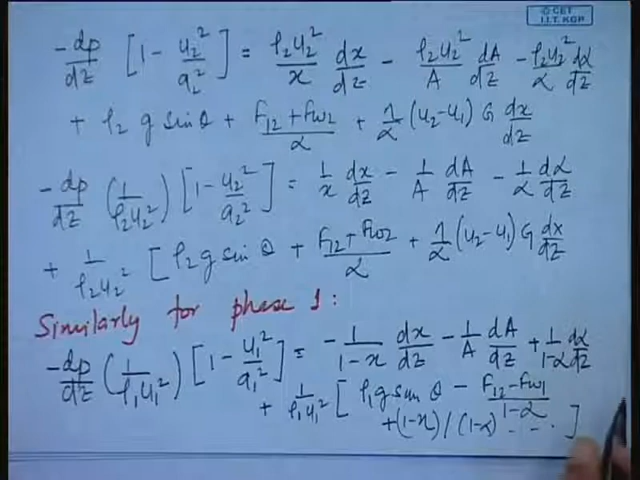 © CET
I.I.T. KGP
-dp/dz [1 - u₂²/a₂²] = ρ₂u₂²/x dx/dz - ρ₂u₂²/A dA/dz - ρ₂u₂²/α dα/dz
+ ρ₂ g sinθ + (F₁₂ + Fw₂)/α + η/α (u₂-u₁) G dx/dz
-dp/dz (1/ρ₂u₂²) [1 - u₂²/a₂²] = 1/x dx/dz - 1/A dA/dz - 1/α dα/dz
+ 1/ρ₂u₂² [ρ₂ g sin θ + (F₁₂ + Fw₂)/α + η/α (u₂-u₁) G dx/dz
Similarly for phase 1:
-dp/dz (1/ρ₁u₁²) [1 - u₁²/a₁²] = -1/(1-x) dx/dz - 1/A dA/dz + 1/(1-α) dα/dz
+ 1/ρ₁u₁² [ρ₁ g sin θ - (F₁₂ - Fw₁)/(1-α)
+(1-η)/(1-α) - - - · ]